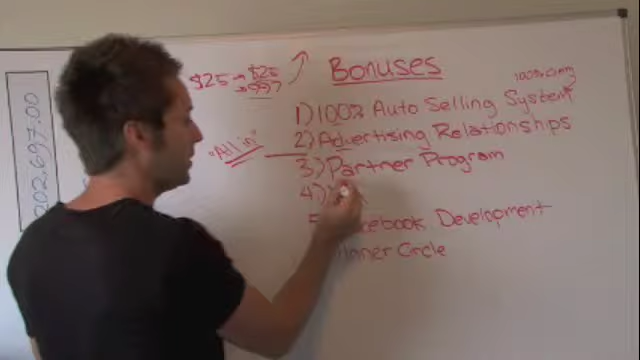 $25 → $25
→ 997
Bonuses
100% Comm
1) 100% Auto Selling System
"All in"
2) Advertising Relationships
3) Partner Program
4)
Facebook Development
Inner Circle
202,697.00